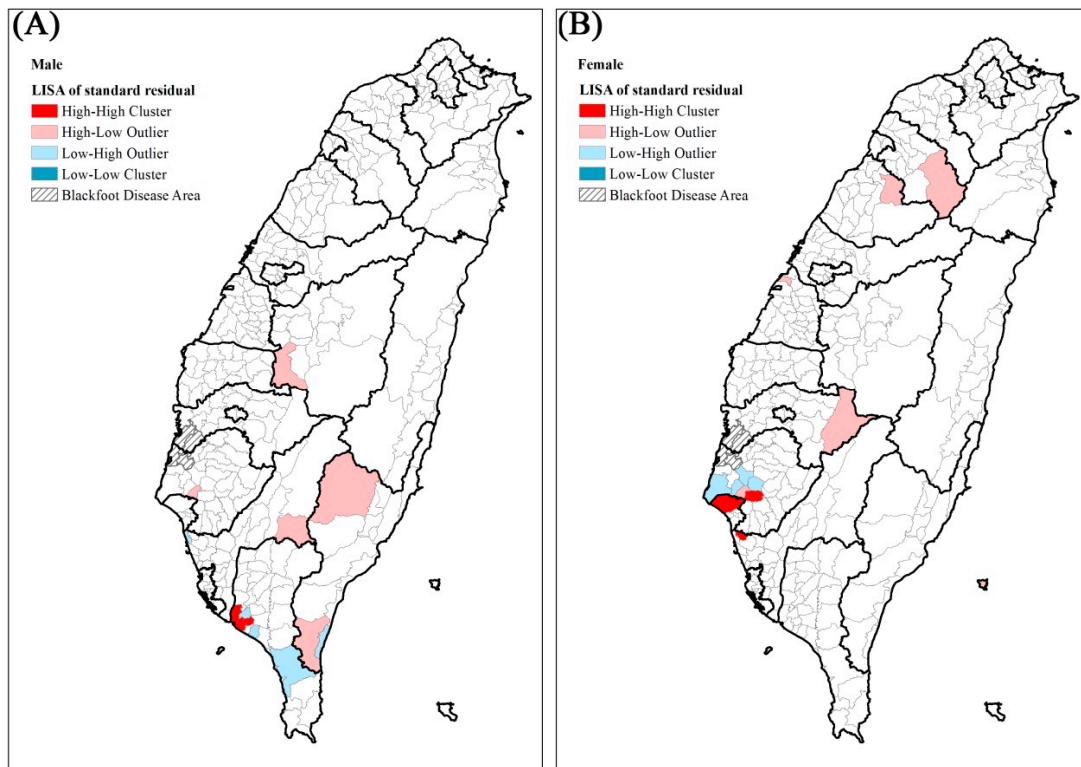 (A)
Male
LISA of standard residual
High-High Cluster
High-Low Outlier
Low-High Outlier
Low-Low Cluster
Blackfoot Disease Area
(B)
Female
LISA of standard residual
High-High Cluster
High-Low Outlier
Low-High Outlier
Low-Low Cluster
Blackfoot Disease Area